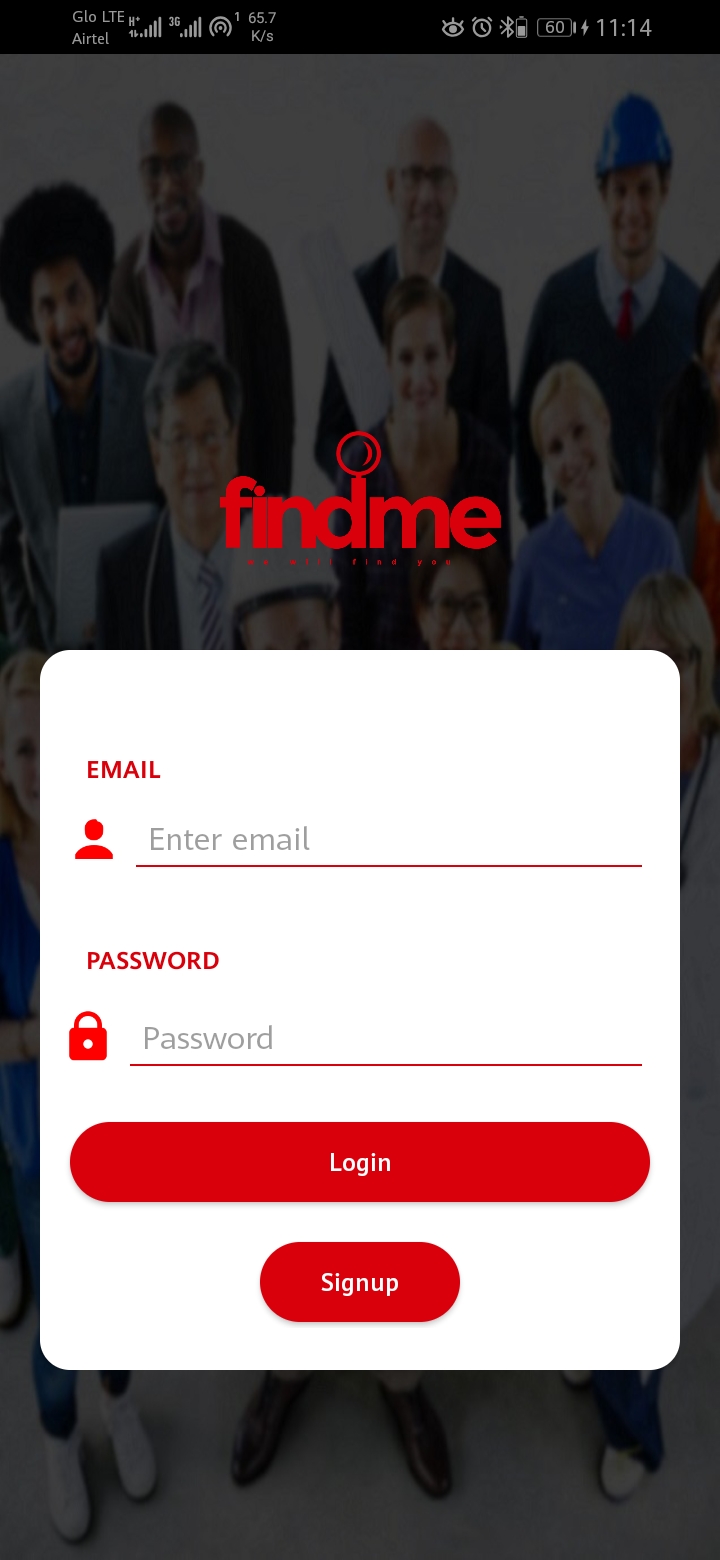 Glo LTE H+ 3G 1 65.7
Airtel K/s
60 11:14
findme
we will find you
EMAIL
Enter email
PASSWORD
Password
Login
Signup